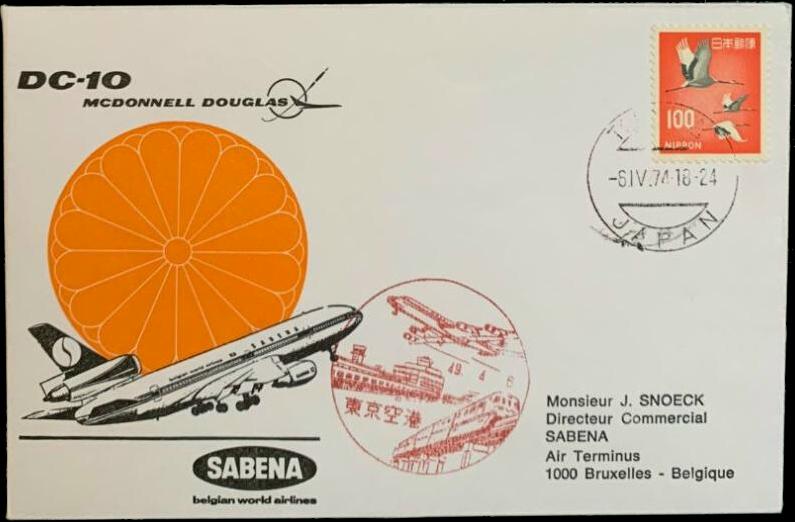 DC-10
MCDONNELL DOUGLAS
日本郵便
100
NIPPON
-6.IV.74-18-24
JAPAN
49 4 6
東京空港
SABENA
belgian world airlines
Monsieur J. SNOECK
Directeur Commercial
SABENA
Air Terminus
1000 Bruxelles - Belgique